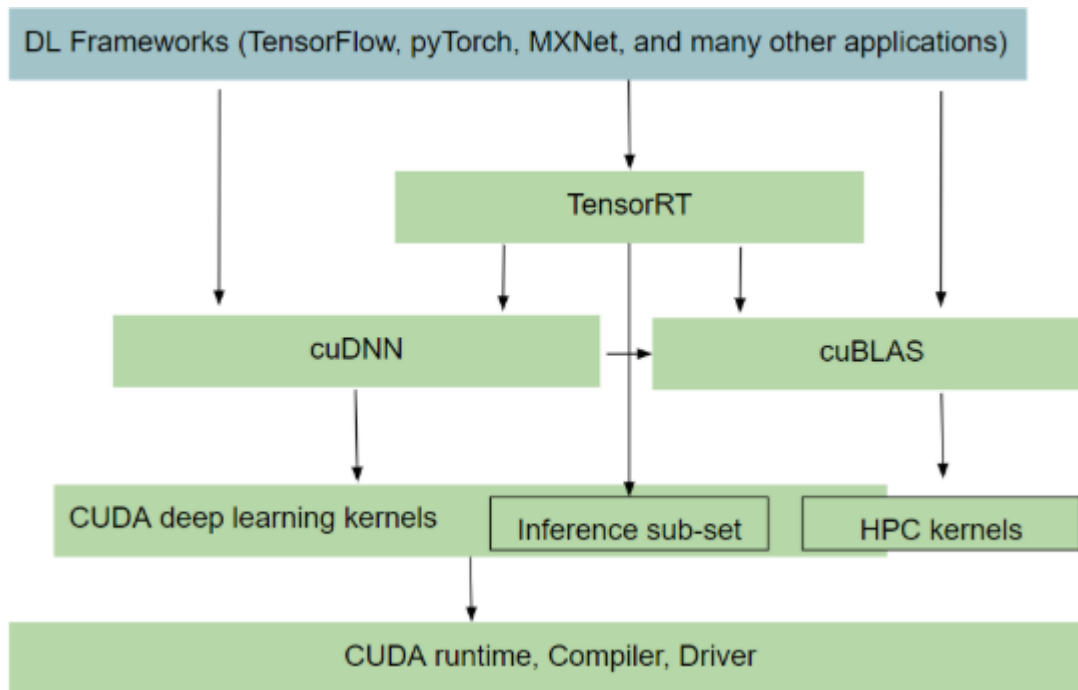 DL Frameworks (TensorFlow, pyTorch, MXNet, and many other applications)
TensorRT
cuDNN
cuBLAS
CUDA deep learning kernels
Inference sub-set
HPC kernels
CUDA runtime, Compiler, Driver